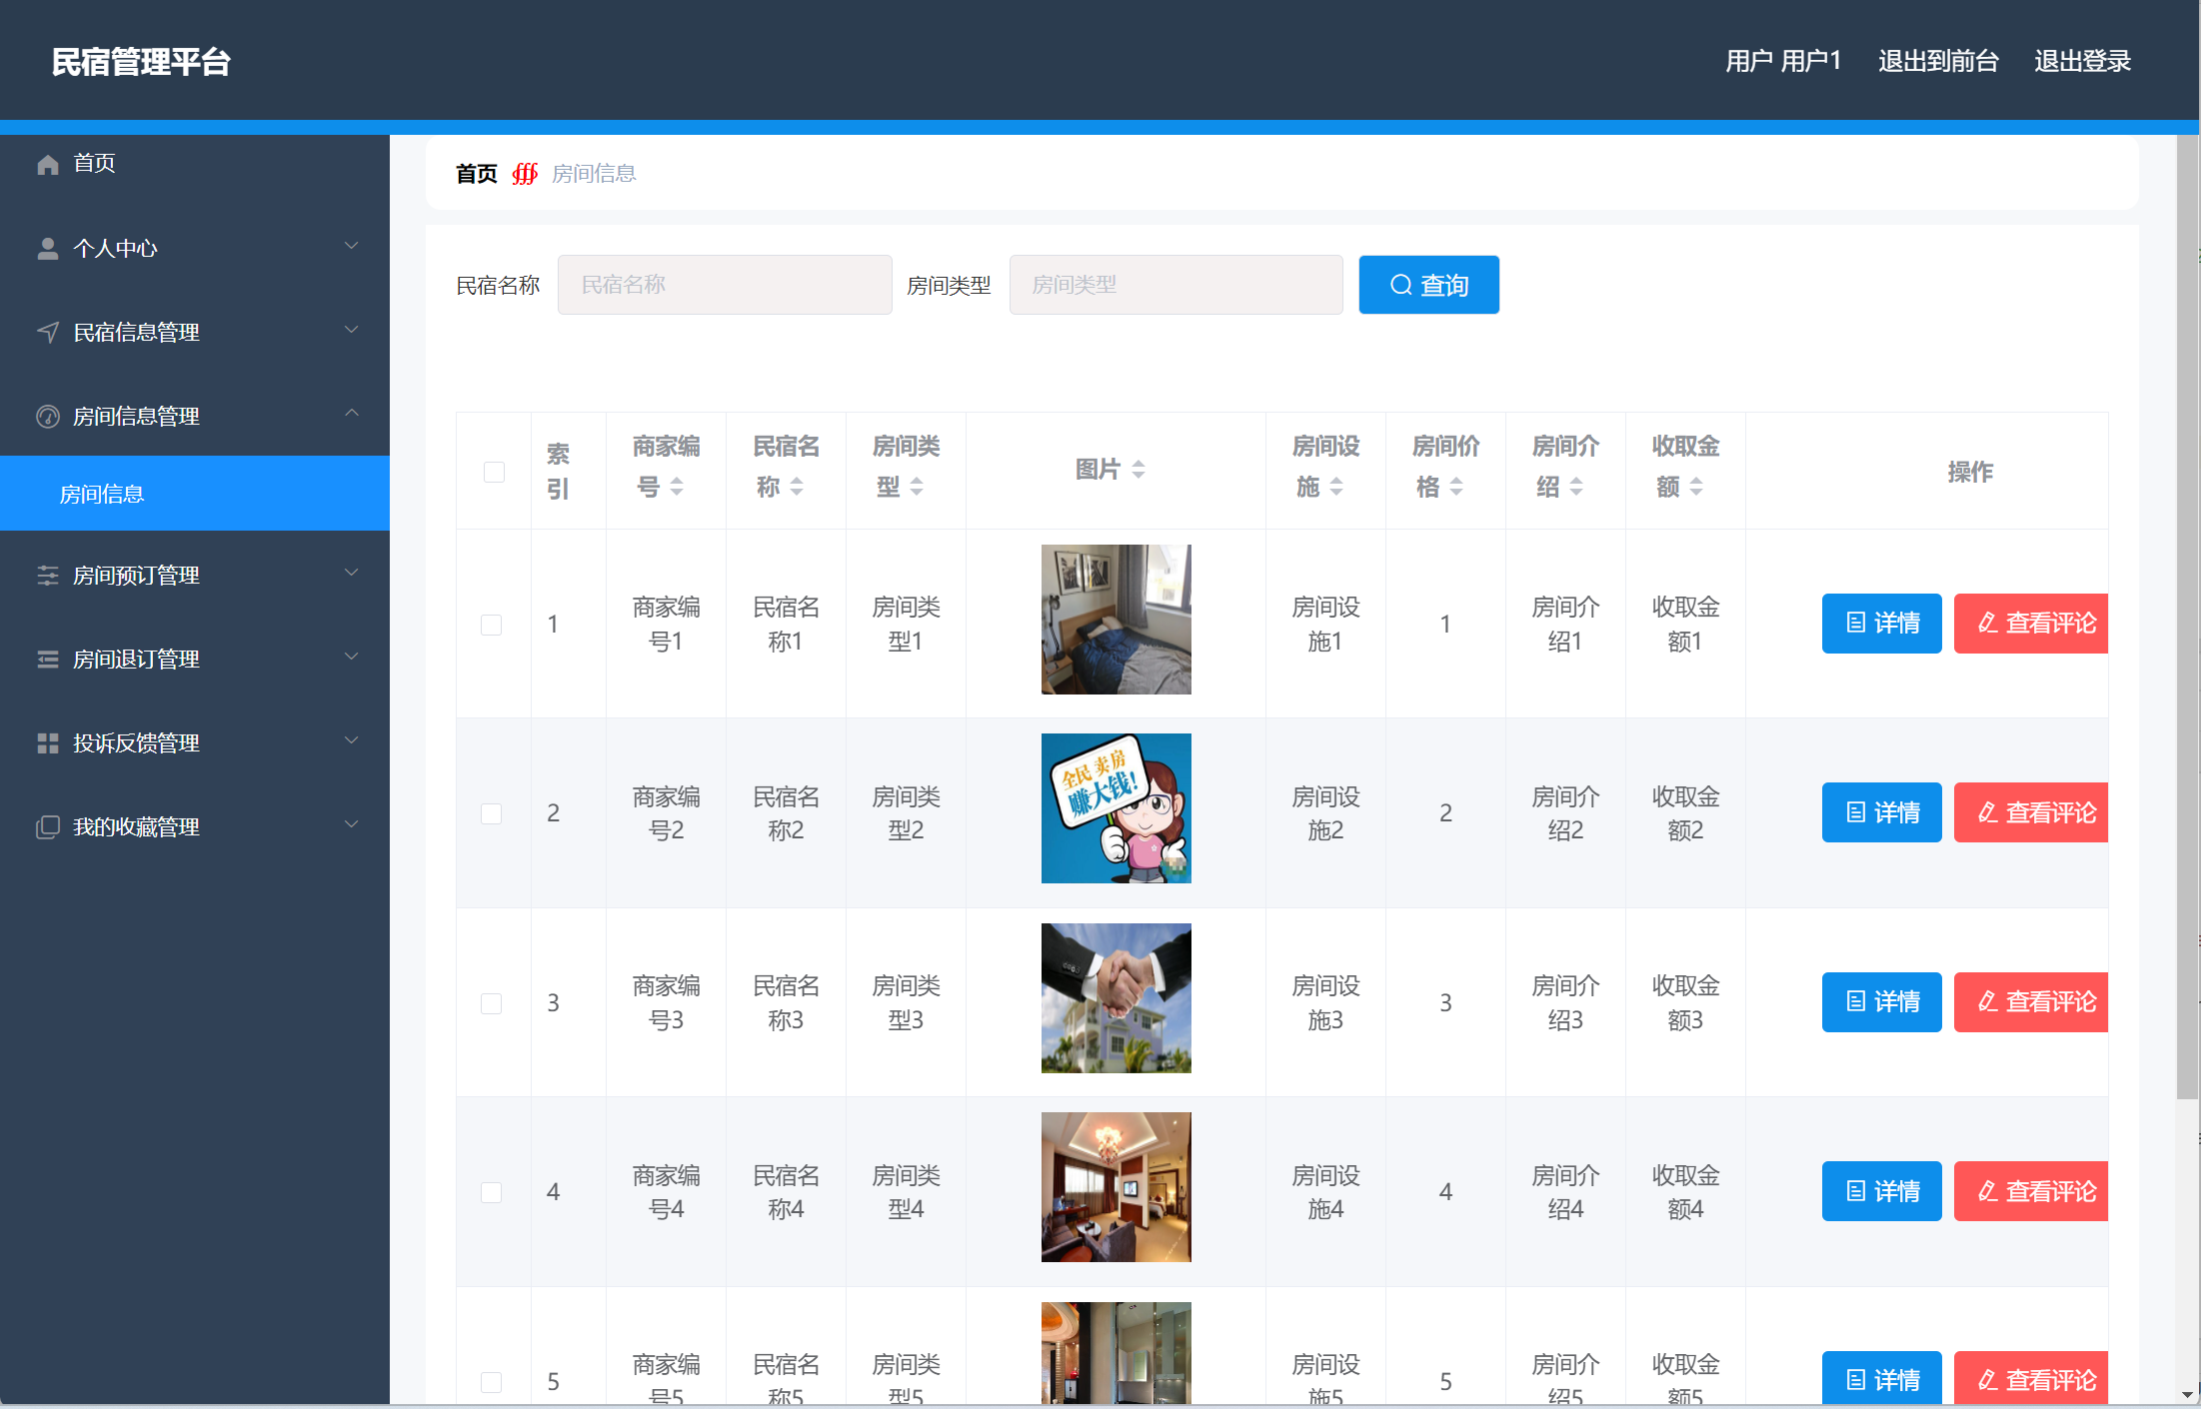 民宿管理平台
用户 用户1 退出到前台 退出登录
首页
个人中心
民宿信息管理
房间信息管理
房间信息
房间预订管理
房间退订管理
投诉反馈管理
我的收藏管理
首页 ∰ 房间信息
民宿名称 民宿名称 房间类型 房间类型 查询
索引 商家编号 民宿名称 房间类型 图片 房间设施 房间价格 房间介绍 收取金额 操作
1 商家编号1 民宿名称1 房间类型1 房间设施1 1 房间介绍1 收取金额1 详情 查看评论
全民卖房
赚大钱!
2 商家编号2 民宿名称2 房间类型2 房间设施2 2 房间介绍2 收取金额2 详情 查看评论
3 商家编号3 民宿名称3 房间类型3 房间设施3 3 房间介绍3 收取金额3 详情 查看评论
4 商家编号4 民宿名称4 房间类型4 房间设施4 4 房间介绍4 收取金额4 详情 查看评论
5 商家编号5 民宿名称5 房间类型5 房间设施5 5 房间介绍5 收取金额5 详情 查看评论